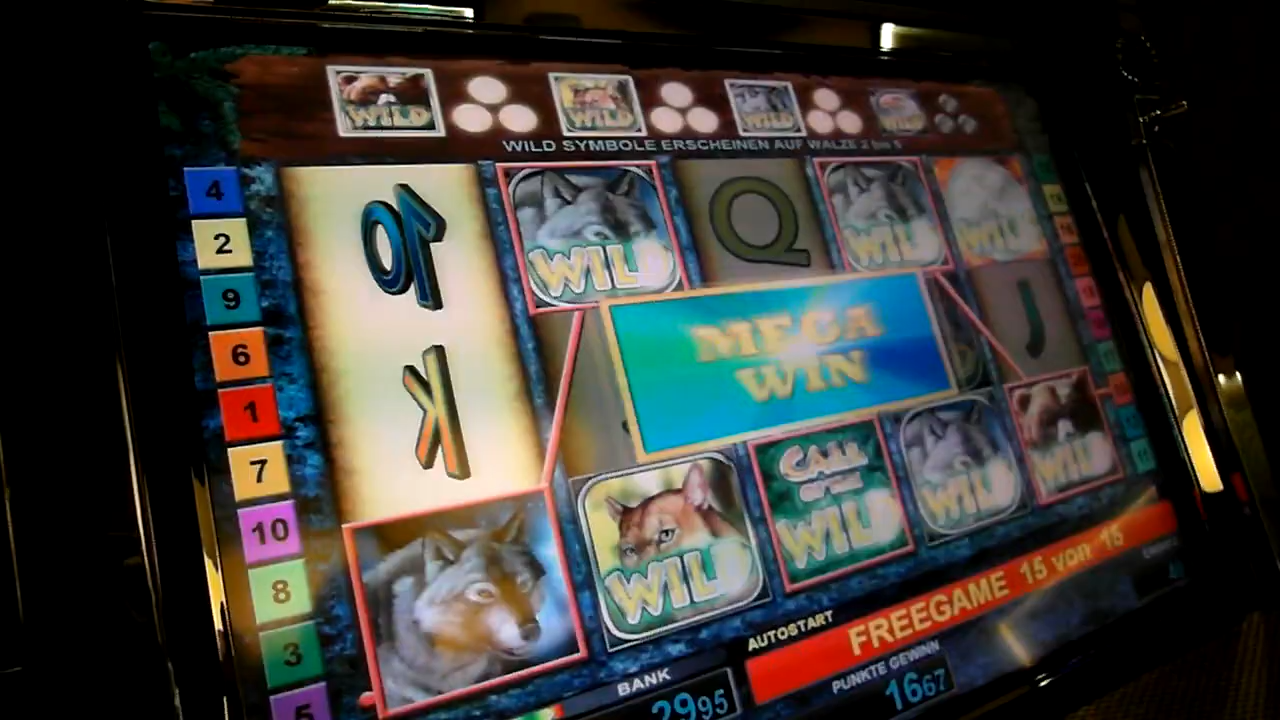 WILD WILD WILD WILD
WILD SYMBOLE ERSCHEINEN AUF WALZE 2 bis 5
4
2
9
6
1
7
10
8
3
5
10 WILD Q WILD WILD
K J
MEGA
WIN
WILD
CALL
OF THE
WILD
WILD
WILD
AUTOSTART
FREEGAME 15 von 15
BANK
2995
PUNKTE GEWINN
1667